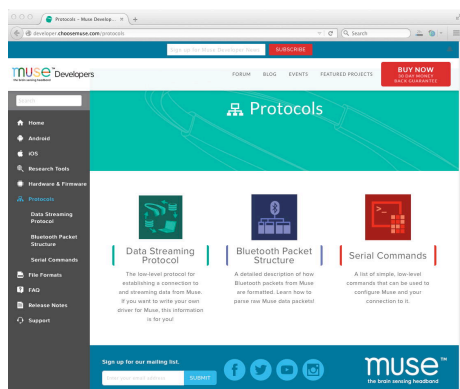 Protocols – Muse Develop...
developer.choosemuse.com/protocols
Search
Sign up for Muse Developer News
SUBSCRIBE
muse™ Developers
the brain sensing headband
FORUM
BLOG
EVENTS
FEATURED PROJECTS
BUY NOW
30 DAY MONEY
BACK GUARANTEE
Search
Home
Android
iOS
Research Tools
Hardware & Firmware
Protocols
Data Streaming
Protocol
Bluetooth Packet
Structure
Serial Commands
File Formats
FAQ
Release Notes
Support
Protocols
Data Streaming
Protocol
The low-level protocol for
establishing a connection to
and streaming data from Muse.
If you want to write your own
driver for Muse, this information
is for you!
Bluetooth Packet
Structure
A detailed description of how
Bluetooth packets from Muse
are formatted. Learn how to
parse raw Muse data packets!
Serial Commands
A list of simple, low-level
commands that can be used to
configure Muse and your
connection to it.
Sign up for our mailing list.
Enter your email address
SUBMIT
muse™
the brain sensing headband